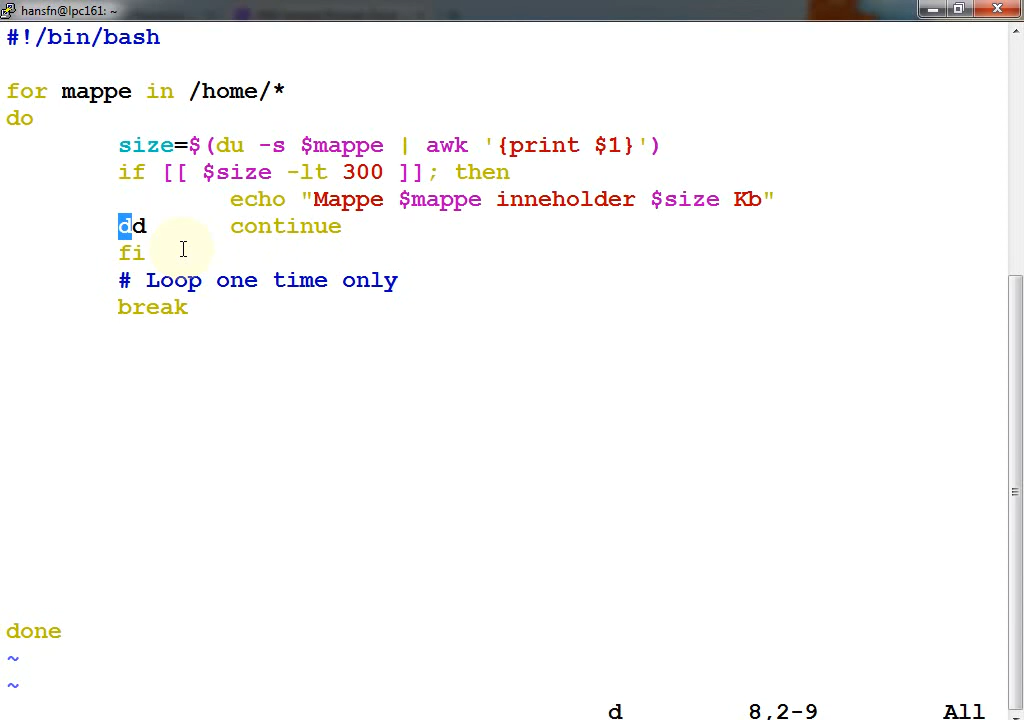 hansfn@lpc161: ~
#!/bin/bash
for mappe in /home/*
do
size=$(du -s $mappe | awk '{print $1}')
if [[ $size -lt 300 ]]; then
echo "Mappe $mappe inneholder $size Kb"
dd continue
fi
# Loop one time only
break
done
~
~
d 8,2-9 All